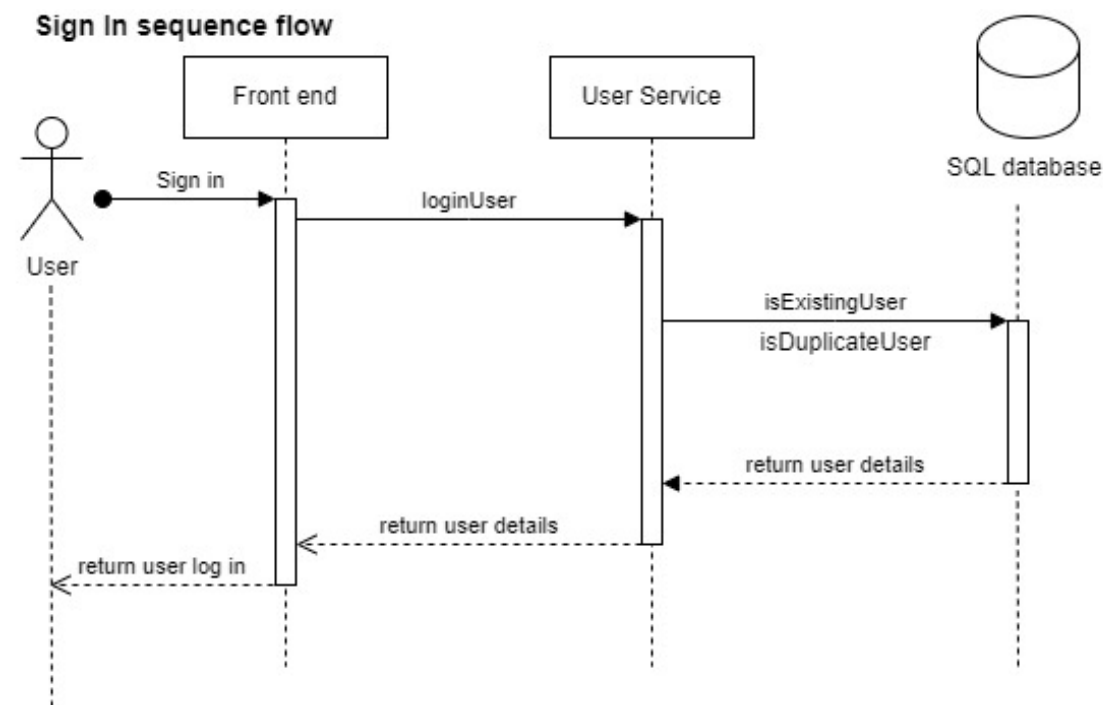 Sign In sequence flow
Front end
User Service
SQL database
User
Sign in
loginUser
isExistingUser
isDuplicateUser
return user details
return user details
return user log in